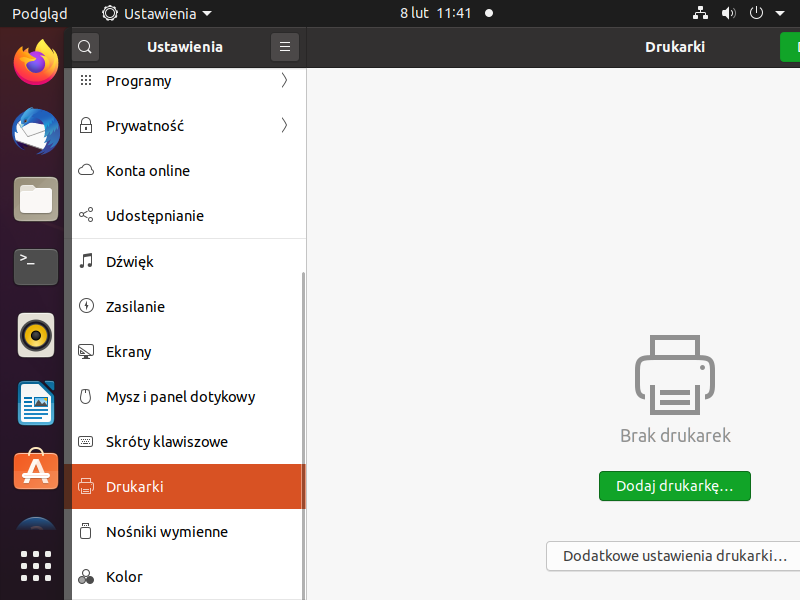 Podgląd Ustawienia 8 lut 11:41
Ustawienia Drukarki
Programy
Prywatność
Konta online
Udostępnianie
Dźwięk
Zasilanie
Ekrany
Mysz i panel dotykowy
Skróty klawiszowe
Drukarki
Nośniki wymienne
Kolor
Brak drukarek
Dodaj drukarkę…
Dodatkowe ustawienia drukarki…